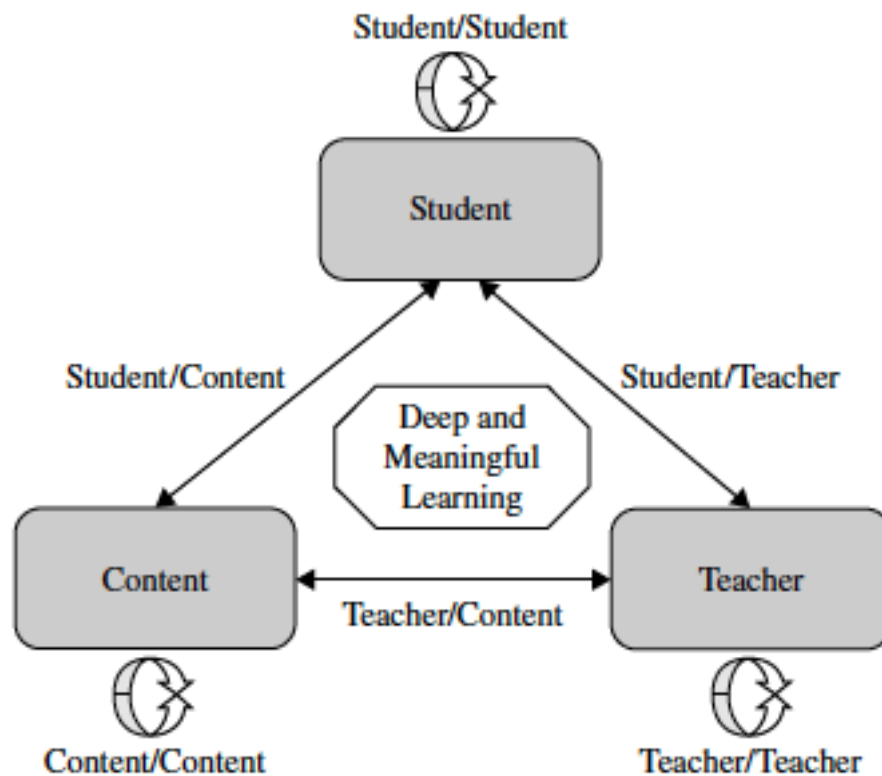 Student/Student
Student
Student/Content
Student/Teacher
Deep and
Meaningful
Learning
Content
Teacher
Teacher/Content
Content/Content
Teacher/Teacher